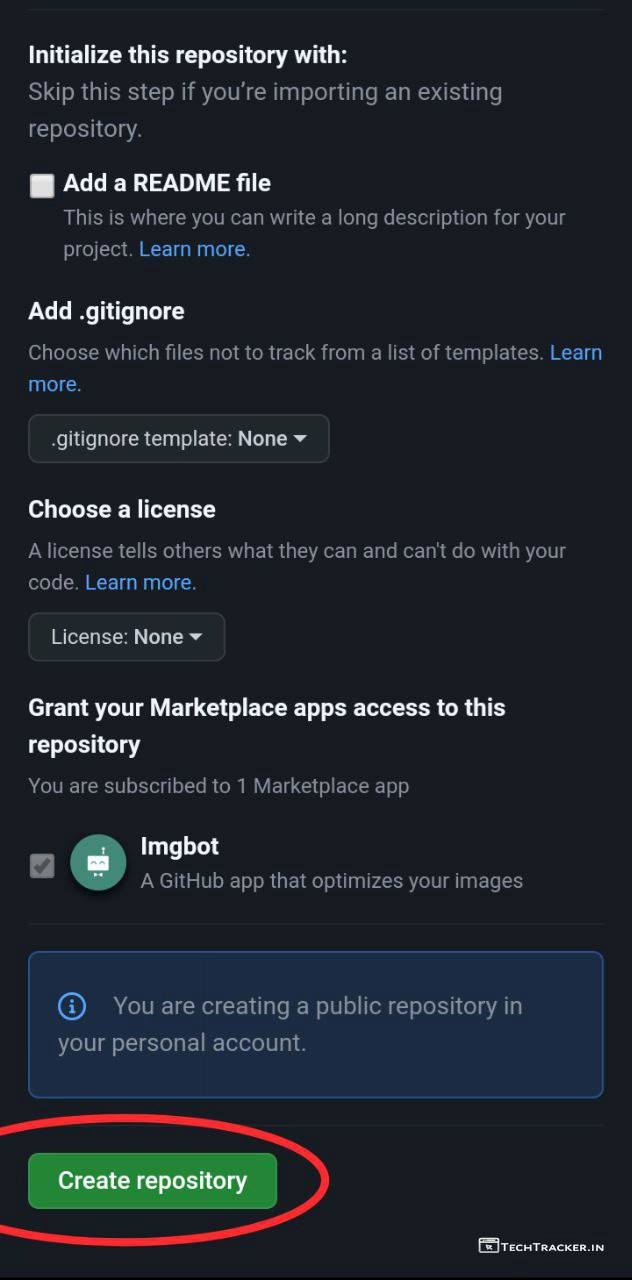 Initialize this repository with:
Skip this step if you’re importing an existing
repository.
Add a README file
This is where you can write a long description for your
project. Learn more.
Add .gitignore
Choose which files not to track from a list of templates. Learn
more.
.gitignore template: None
Choose a license
A license tells others what they can and can't do with your
code. Learn more.
License: None
Grant your Marketplace apps access to this
repository
You are subscribed to 1 Marketplace app
Imgbot
A GitHub app that optimizes your images
You are creating a public repository in
your personal account.
Create repository
TechTracker.in